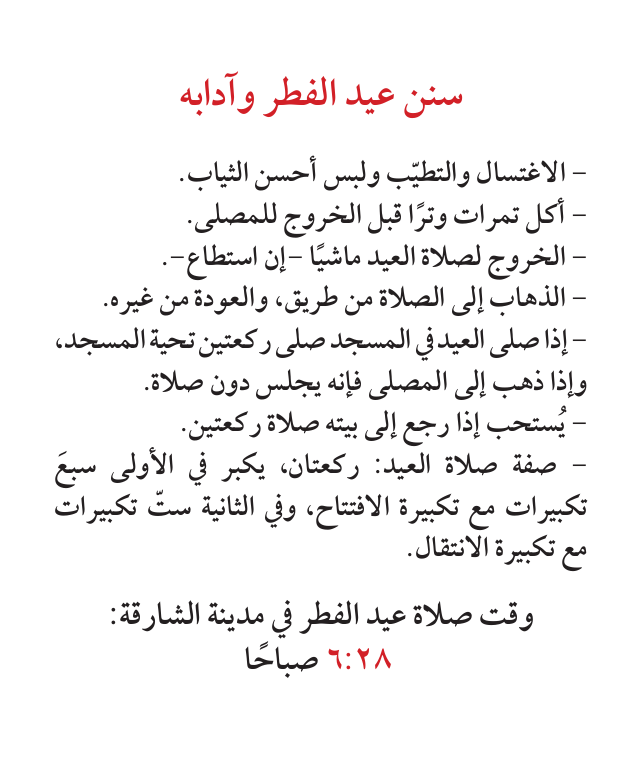 سنن عيد الفطر وآدابه
– الاغتسال والتطيّب ولبس أحسن الثياب.
– أكل تمرات وترًا قبل الخروج للمصلى.
– الخروج لصلاة العيد ماشيًا –إن استطاع–.
– الذهاب إلى الصلاة من طريق، والعودة من غيره.
– إذا صلى العيد في المسجد صلى ركعتين تحية المسجد،
وإذا ذهب إلى المصلى فإنه يجلس دون صلاة.
– يُستحب إذا رجع إلى بيته صلاة ركعتين.
– صفة صلاة العيد: ركعتان، يكبر في الأولى سبعَ
تكبيرات مع تكبيرة الافتتاح، وفي الثانية ستّ تكبيرات
مع تكبيرة الانتقال.
وقت صلاة عيد الفطر في مدينة الشارقة:
٦:٢٨ صباحًا